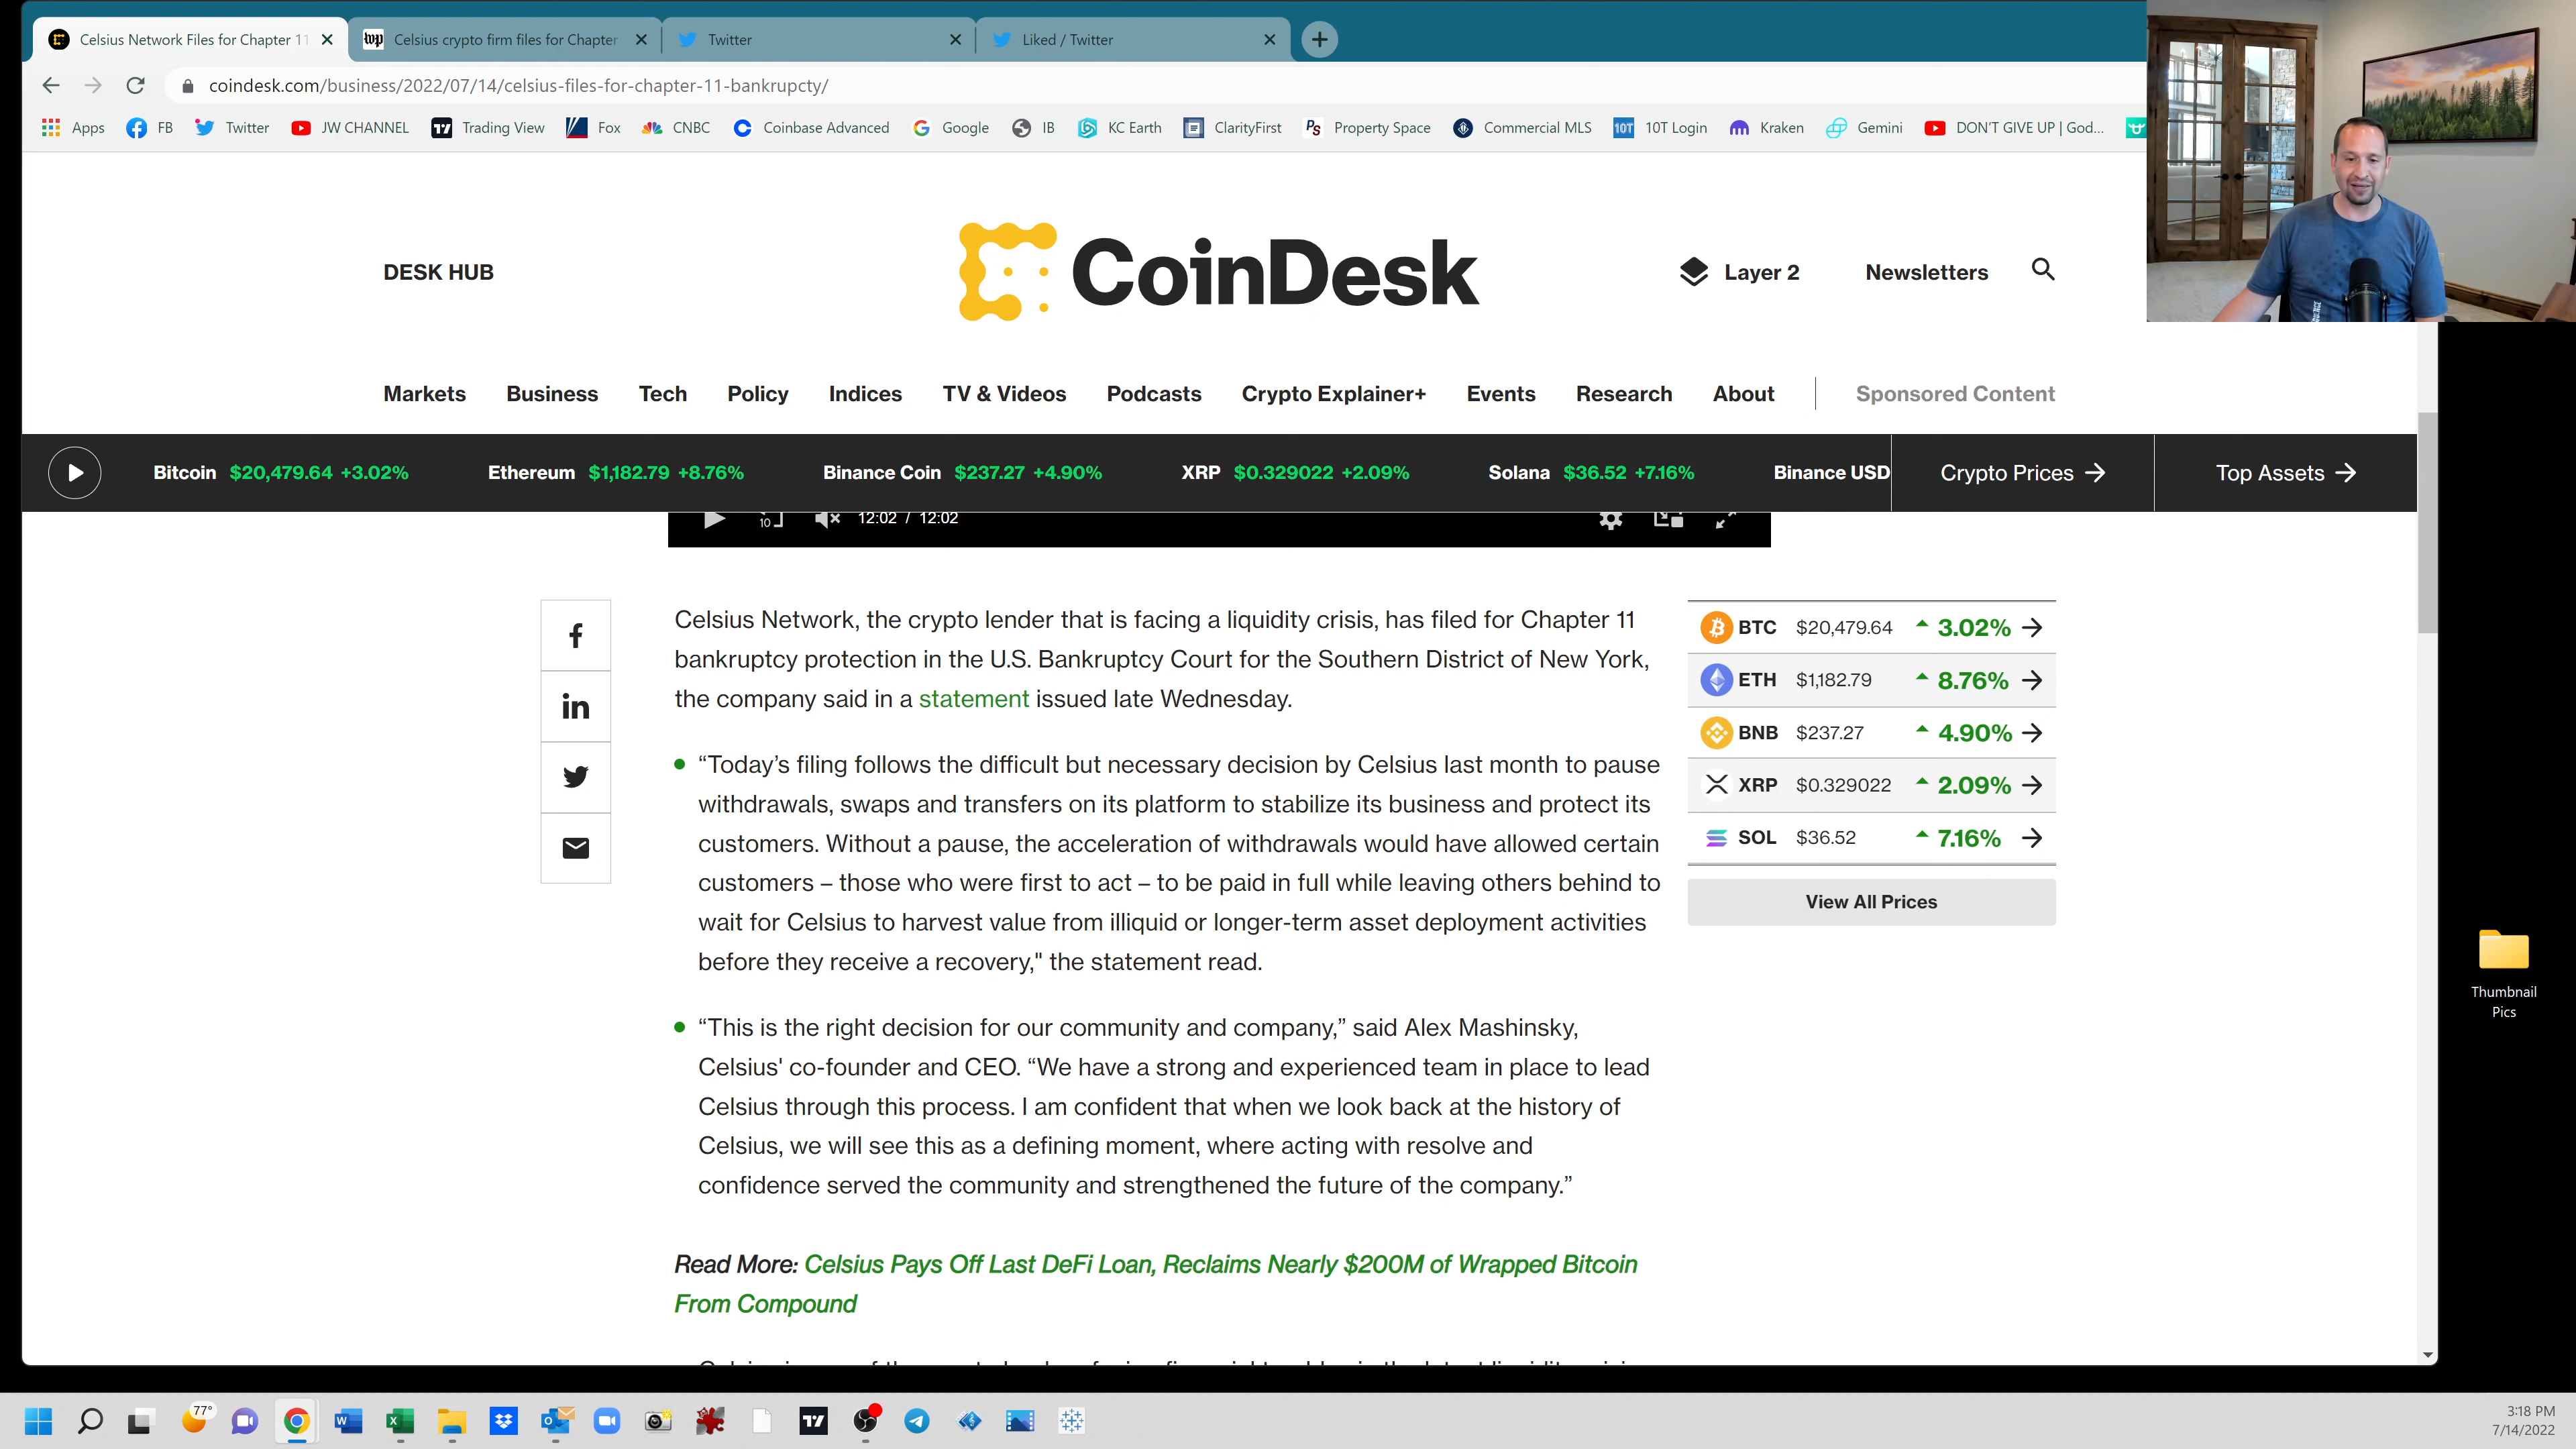 Celsius Network Files for Chapter 11
Celsius crypto firm files for Chapter
Twitter
Liked / Twitter
coindesk.com/business/2022/07/14/celsius-files-for-chapter-11-bankrupcty/
Apps FB Twitter JW CHANNEL Trading View Fox CNBC Coinbase Advanced Google IB KC Earth ClarityFirst Property Space Commercial MLS 10T Login Kraken Gemini DON'T GIVE UP | God...
DESK HUB
CoinDesk
Layer 2
Newsletters
Markets Business Tech Policy Indices TV & Videos Podcasts Crypto Explainer+ Events Research About Sponsored Content
Bitcoin $20,479.64 +3.02% Ethereum $1,182.79 +8.76% Binance Coin $237.27 +4.90% XRP $0.329022 +2.09% Solana $36.52 +7.16% Binance USD Crypto Prices → Top Assets →
10 12:02 / 12:02
Celsius Network, the crypto lender that is facing a liquidity crisis, has filed for Chapter 11
bankruptcy protection in the U.S. Bankruptcy Court for the Southern District of New York,
the company said in a statement issued late Wednesday.
“Today’s filing follows the difficult but necessary decision by Celsius last month to pause
withdrawals, swaps and transfers on its platform to stabilize its business and protect its
customers. Without a pause, the acceleration of withdrawals would have allowed certain
customers – those who were first to act – to be paid in full while leaving others behind to
wait for Celsius to harvest value from illiquid or longer-term asset deployment activities
before they receive a recovery," the statement read.
“This is the right decision for our community and company,” said Alex Mashinsky,
Celsius' co-founder and CEO. “We have a strong and experienced team in place to lead
Celsius through this process. I am confident that when we look back at the history of
Celsius, we will see this as a defining moment, where acting with resolve and
confidence served the community and strengthened the future of the company.”
Read More: Celsius Pays Off Last DeFi Loan, Reclaims Nearly $200M of Wrapped Bitcoin
From Compound
BTC $20,479.64 3.02% →
ETH $1,182.79 8.76% →
BNB $237.27 4.90% →
XRP $0.329022 2.09% →
SOL $36.52 7.16% →
View All Prices
Thumbnail
Pics
77°
3:18 PM
7/14/2022